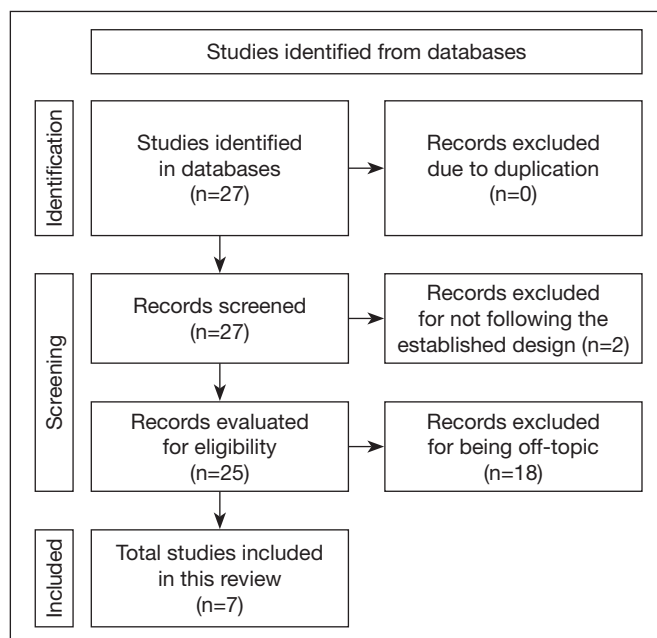 Studies identified from databases
Identification
Studies identified
in databases
(n=27)
Records excluded
due to duplication
(n=0)
Screening
Records screened
(n=27)
Records excluded
for not following the
established design (n=2)
Records evaluated
for eligibility
(n=25)
Records excluded
for being off-topic
(n=18)
Included
Total studies included
in this review
(n=7)